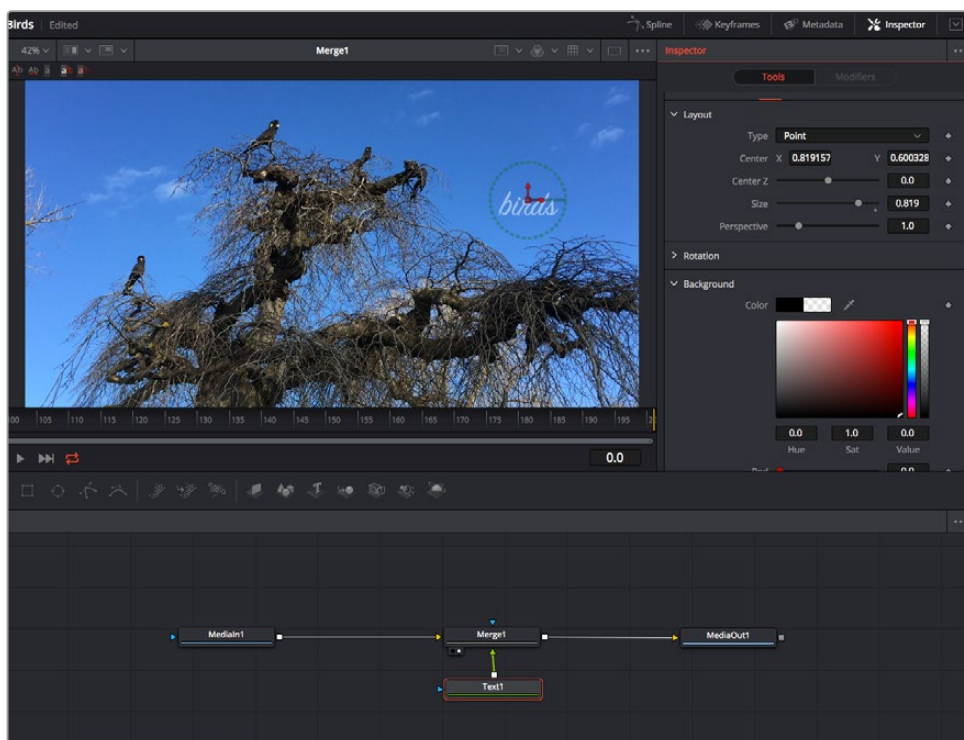 Birds Edited Spline Keyframes Metadata Inspector
42% Merge1 Inspector
Tools Modifiers
Layout
Type Point
Center X 0.819157 Y 0.600328
Center Z 0.0
Size 0.819
Perspective 1.0
Rotation
Background
Color
birds
105 110 115 120 125 130 135 140 145 150 155 160 165 170 175 180 185 190 195
0.0 1.0 0.0
Hue Sat Value
0.0
MediaIn1 Merge1 MediaOut1
Text1